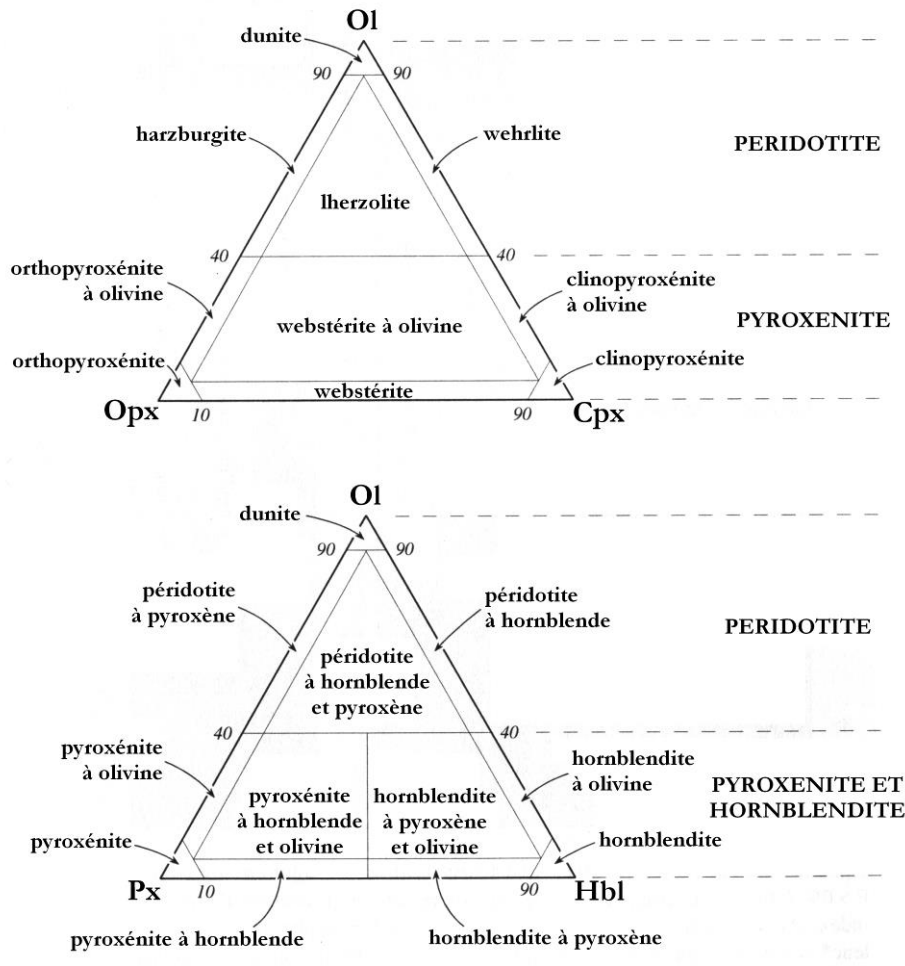 Ol
dunite
90
90
harzburgite
wehrlite
PERIDOTITE
lherzolite
40
40
orthopyroxénite
à olivine
clinopyroxénite
à olivine
webstérite à olivine
PYROXENITE
orthopyroxénite
clinopyroxénite
webstérite
Opx
10
90
Cpx
Ol
dunite
90
90
péridotite
à pyroxène
péridotite
à hornblende
PERIDOTITE
péridotite
à hornblende
et pyroxène
40
40
pyroxénite
à olivine
hornblendite
à olivine
pyroxénite
à hornblende
et olivine
hornblendite
à pyroxène
et olivine
PYROXENITE ET
HORNBLENDITE
pyroxénite
hornblendite
Px
10
90
Hbl
pyroxénite à hornblende
hornblendite à pyroxène